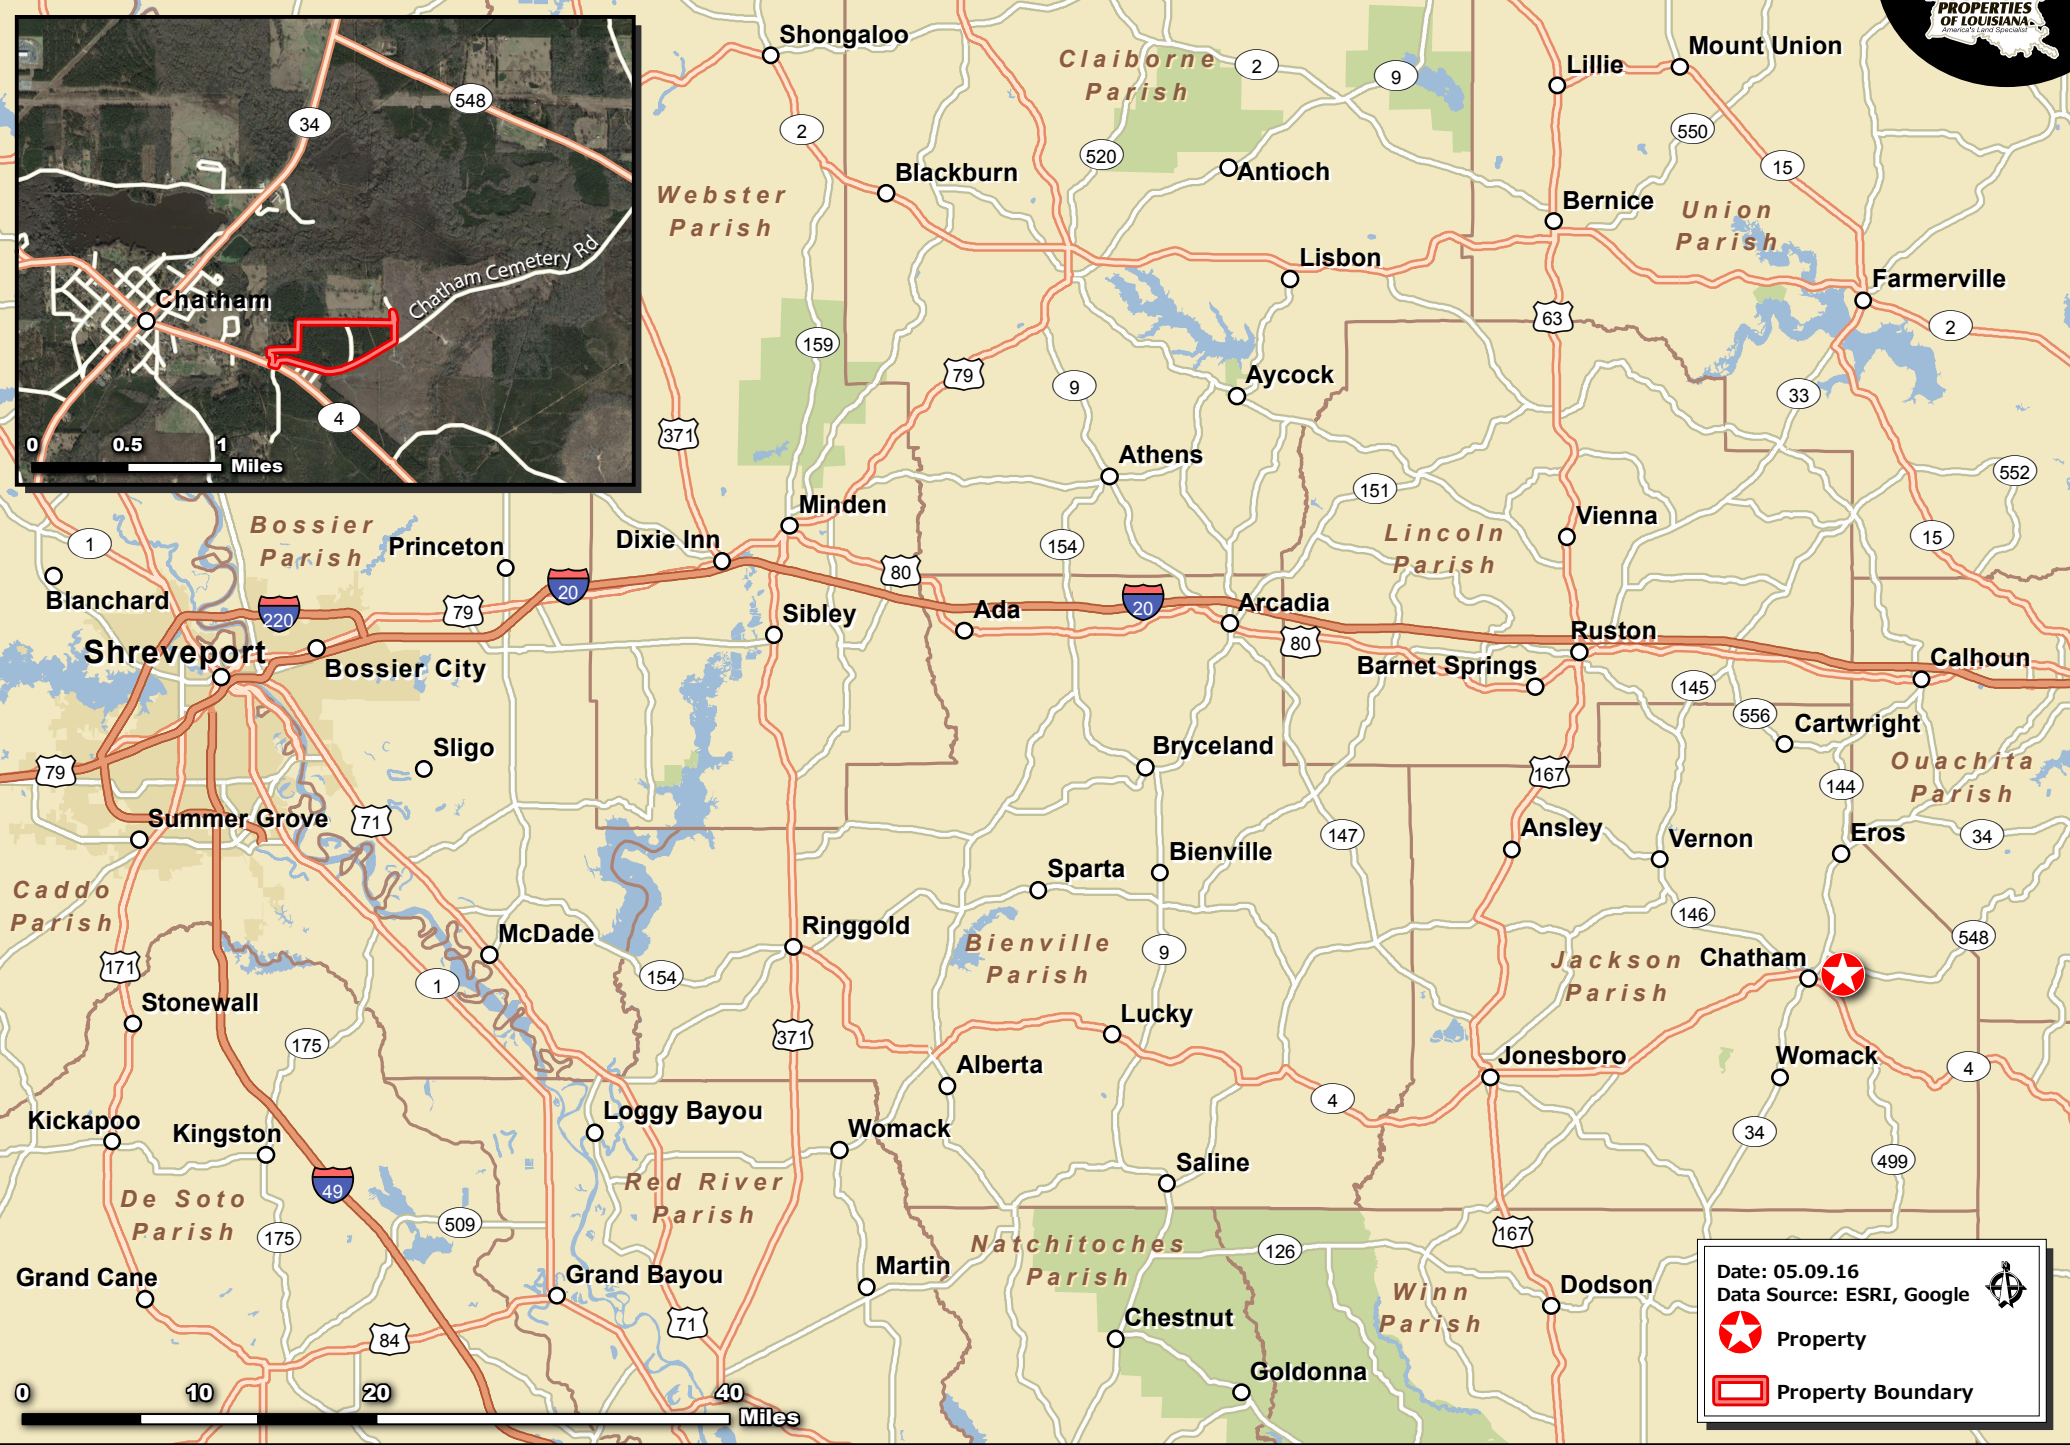 PROPERTIES
OF LOUISIANA
America's Land Specialist
548
34
Chatham
Chatham Cemetery Rd
4
0 0.5 1
Miles
Shongaloo
Claiborne
Parish
2
9
Lillie
Mount Union
2
520
550
15
Webster
Parish
Blackburn
Antioch
Bernice
Union
Parish
Lisbon
Farmerville
63
2
159
79
9
Aycock
33
371
Athens
151
552
Minden
Vienna
Bossier
Parish
1
Princeton
Dixie Inn
154
Lincoln
Parish
15
80
Blanchard
220
20
79
Sibley
Ada
20
Arcadia
80
Ruston
Shreveport
Bossier City
Barnet Springs
Calhoun
145
556
Cartwright
Sligo
Bryceland
79
167
Ouachita
Parish
144
Summer Grove
71
147
Ansley
Vernon
Eros
34
Bienville
Sparta
Caddo
Parish
McDade
Ringgold
146
Bienville
Parish
9
548
Chatham
Jackson
Parish
171
1
154
Stonewall
Lucky
371
175
Alberta
Jonesboro
Womack
4
4
Loggy Bayou
Kickapoo
Kingston
Womack
34
499
Saline
49
Red River
Parish
De Soto
Parish
509
175
Natchitoches
Parish
126
167
Grand Cane
Grand Bayou
Martin
Winn
Parish
Dodson
Chestnut
71
84
Goldonna
0 10 20 40
Miles
Date: 05.09.16
Data Source: ESRI, Google
Property
Property Boundary